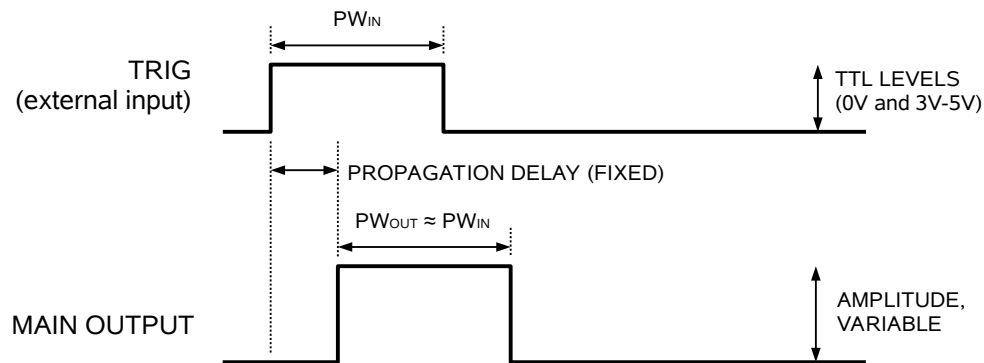 PWIN
TRIG
(external input)
TTL LEVELS
(0V and 3V-5V)
PROPAGATION DELAY (FIXED)
PWOUT ≈ PWIN
MAIN OUTPUT
AMPLITUDE,
VARIABLE